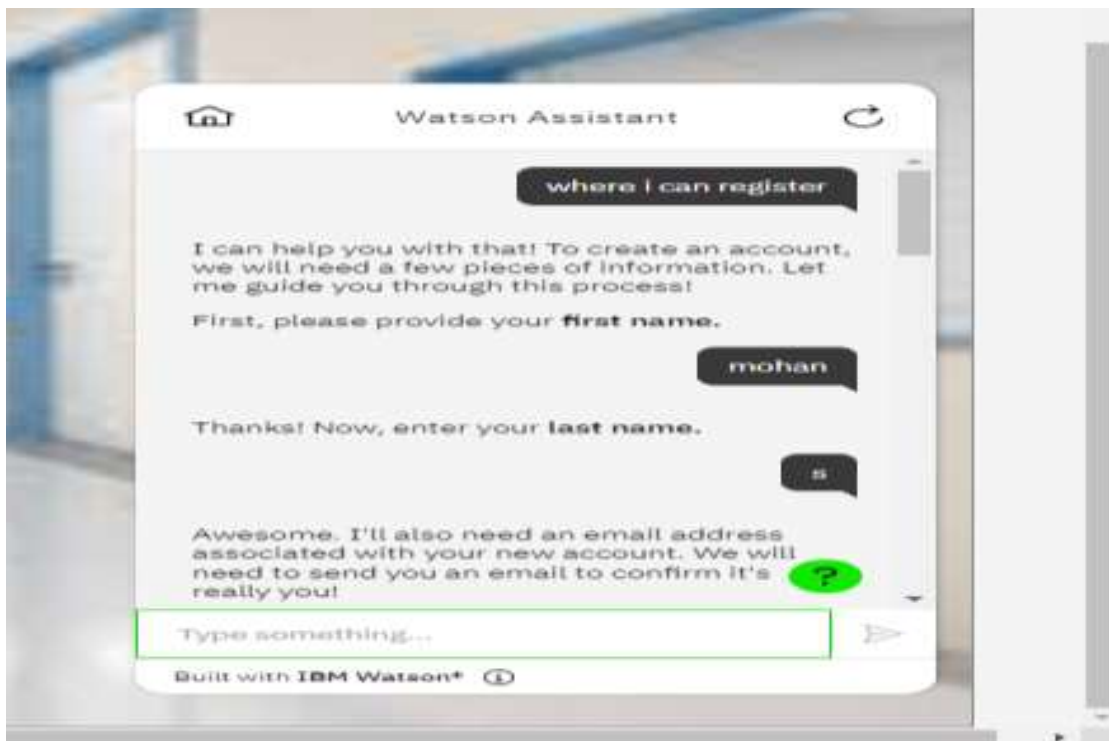 Watson Assistant
where i can register
I can help you with that! To create an account,
we will need a few pieces of information. Let
me guide you through this process!
First, please provide your first name.
mohan
Thanks! Now, enter your last name.
s
Awesome. I'll also need an email address
associated with your new account. We will
need to send you an email to confirm it's
really you!
?
Type something...
Built with IBM Watson®